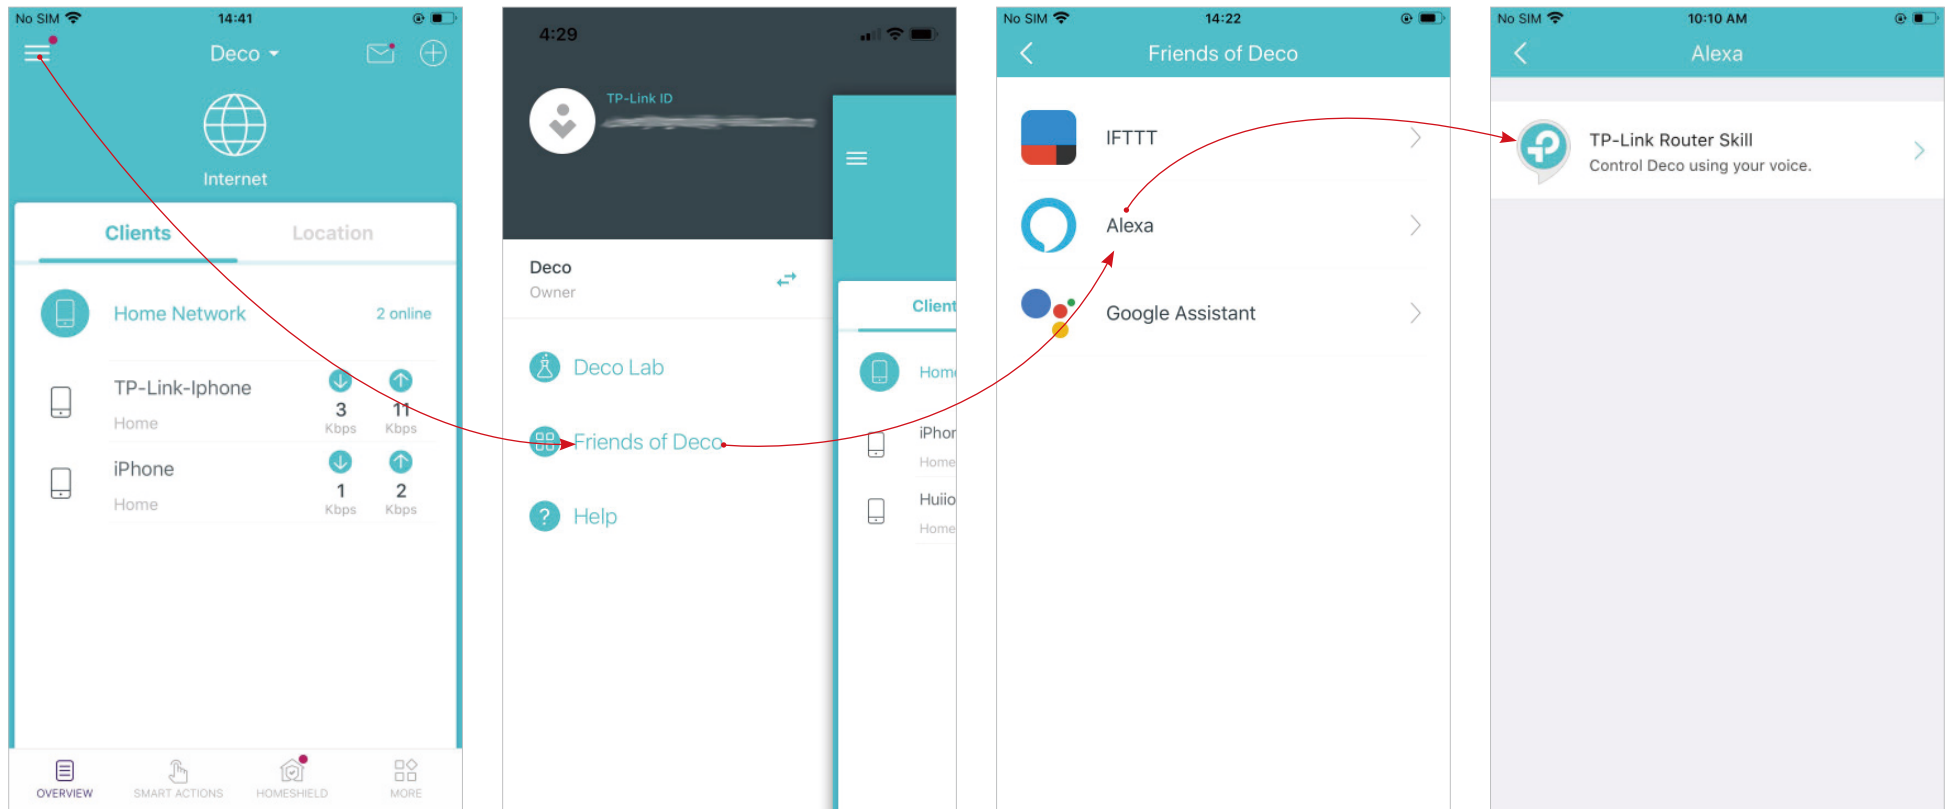 No SIM 14:41
Deco
Internet
Clients Location
Home Network 2 online
TP-Link-Iphone
Home
3 11
Kbps Kbps
iPhone
Home
1 2
Kbps Kbps
OVERVIEW SMART ACTIONS HOMESHIELD MORE
4:29
TP-Link ID
Deco
Owner
Deco Lab
Friends of Deco
? Help
Client
Hom
iPhor
Home
Huiio
Home
No SIM 14:22
Friends of Deco
IFTTT
Alexa
Google Assistant
No SIM 10:10 AM
Alexa
TP-Link Router Skill
Control Deco using your voice.